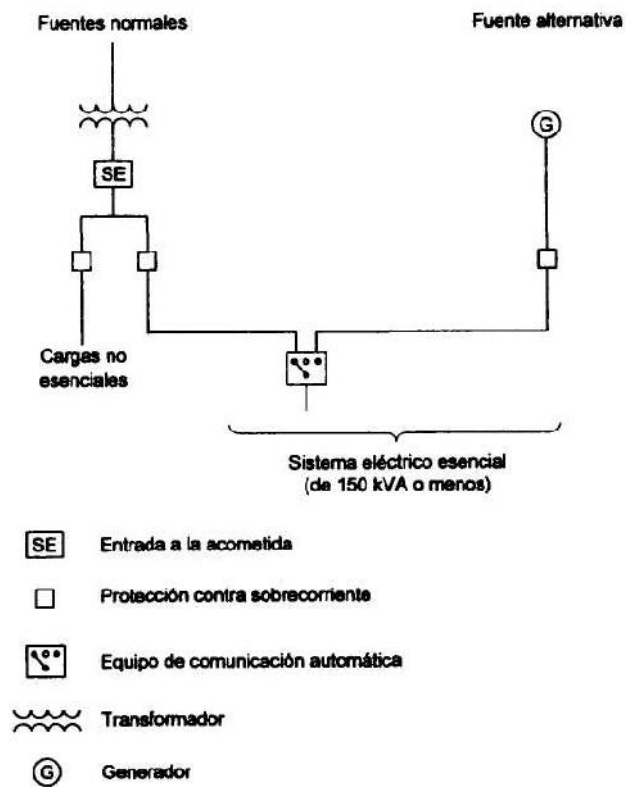 Fuentes normales
Fuente alternativa
G
SE
Cargas no
esenciales
Sistema eléctrico esencial
(de 150 kVA o menos)
SE Entrada a la acometida
Protección contra sobrecorriente
Equipo de comunicación automática
Transformador
G Generador